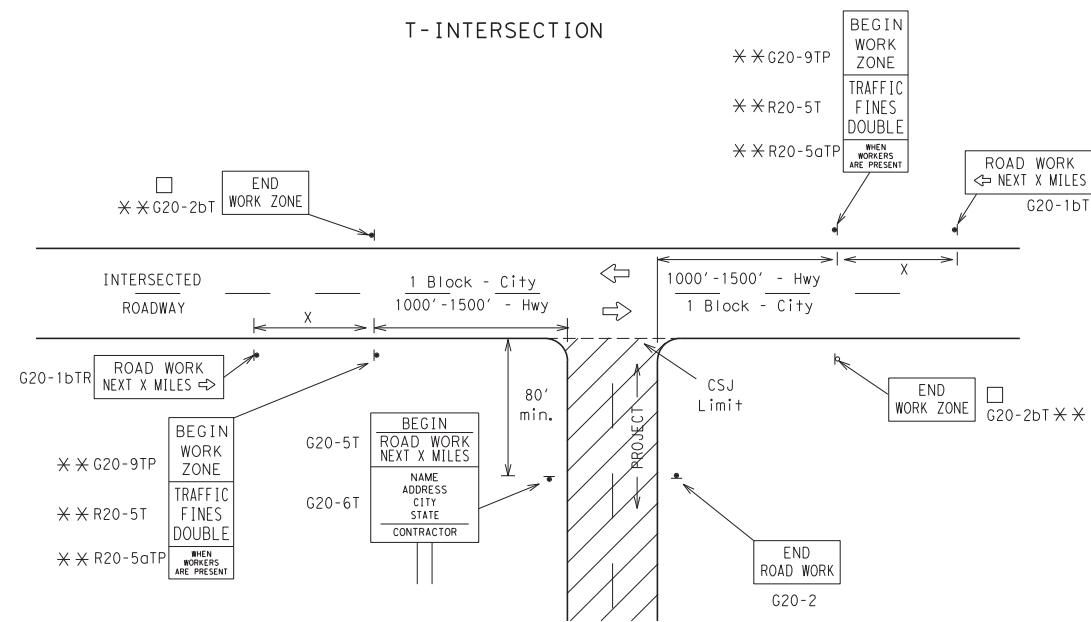 T-INTERSECTION
✳✳G20-9TP
BEGIN
WORK
ZONE
✳✳R20-5T
TRAFFIC
FINES
DOUBLE
✳✳R20-5aTP
WHEN
WORKERS
ARE PRESENT
ROAD WORK
⇦ NEXT X MILES
G20-1bT
□
✳✳G20-2bT
END
WORK ZONE
INTERSECTED
ROADWAY
X
1 Block - City
1000'-1500' - Hwy
⇦
⇨
1000'-1500' - Hwy
1 Block - City
X
G20-1bTR
ROAD WORK
NEXT X MILES ⇨
80'
min.
CSJ
Limit
PROJECT
END
WORK ZONE
□
G20-2bT ✳✳
✳✳G20-9TP
BEGIN
WORK
ZONE
✳✳R20-5T
TRAFFIC
FINES
DOUBLE
✳✳R20-5aTP
WHEN
WORKERS
ARE PRESENT
G20-5T
BEGIN
ROAD WORK
NEXT X MILES
G20-6T
NAME
ADDRESS
CITY
STATE
CONTRACTOR
END
ROAD WORK
G20-2